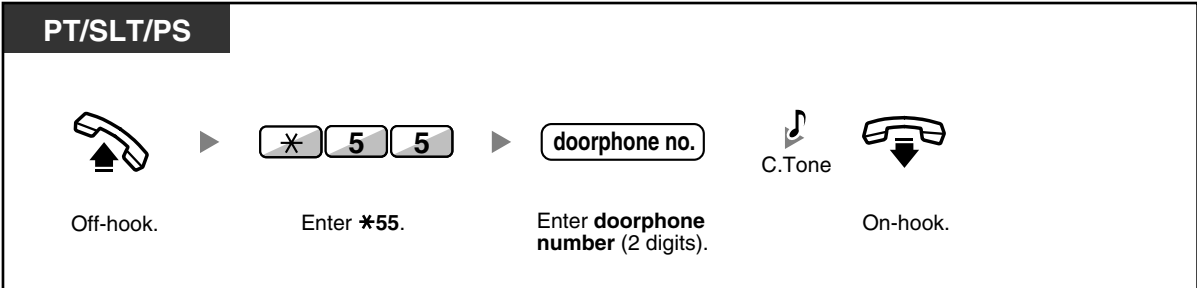 PT/SLT/PS
✳ 5 5
doorphone no.
C.Tone
Off-hook.
Enter ✳55.
Enter doorphone
number (2 digits).
On-hook.